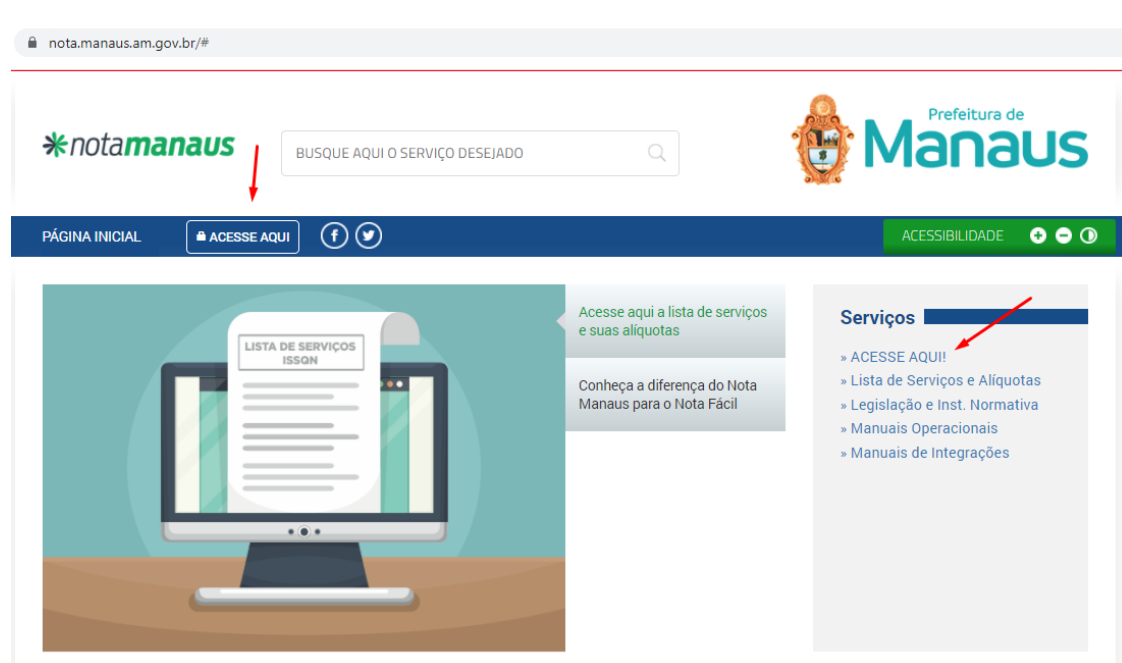 nota.manaus.am.gov.br/#
notamanaus
BUSQUE AQUI O SERVIÇO DESEJADO
Prefeitura de
Manaus
PÁGINA INICIAL
ACESSE AQUI
ACESSIBILIDADE
LISTA DE SERVIÇOS
ISSQN
Acesse aqui a lista de serviços
e suas alíquotas
Conheça a diferença do Nota
Manaus para o Nota Fácil
Serviços
» ACESSE AQUI!
» Lista de Serviços e Alíquotas
» Legislação e Inst. Normativa
» Manuais Operacionais
» Manuais de Integrações